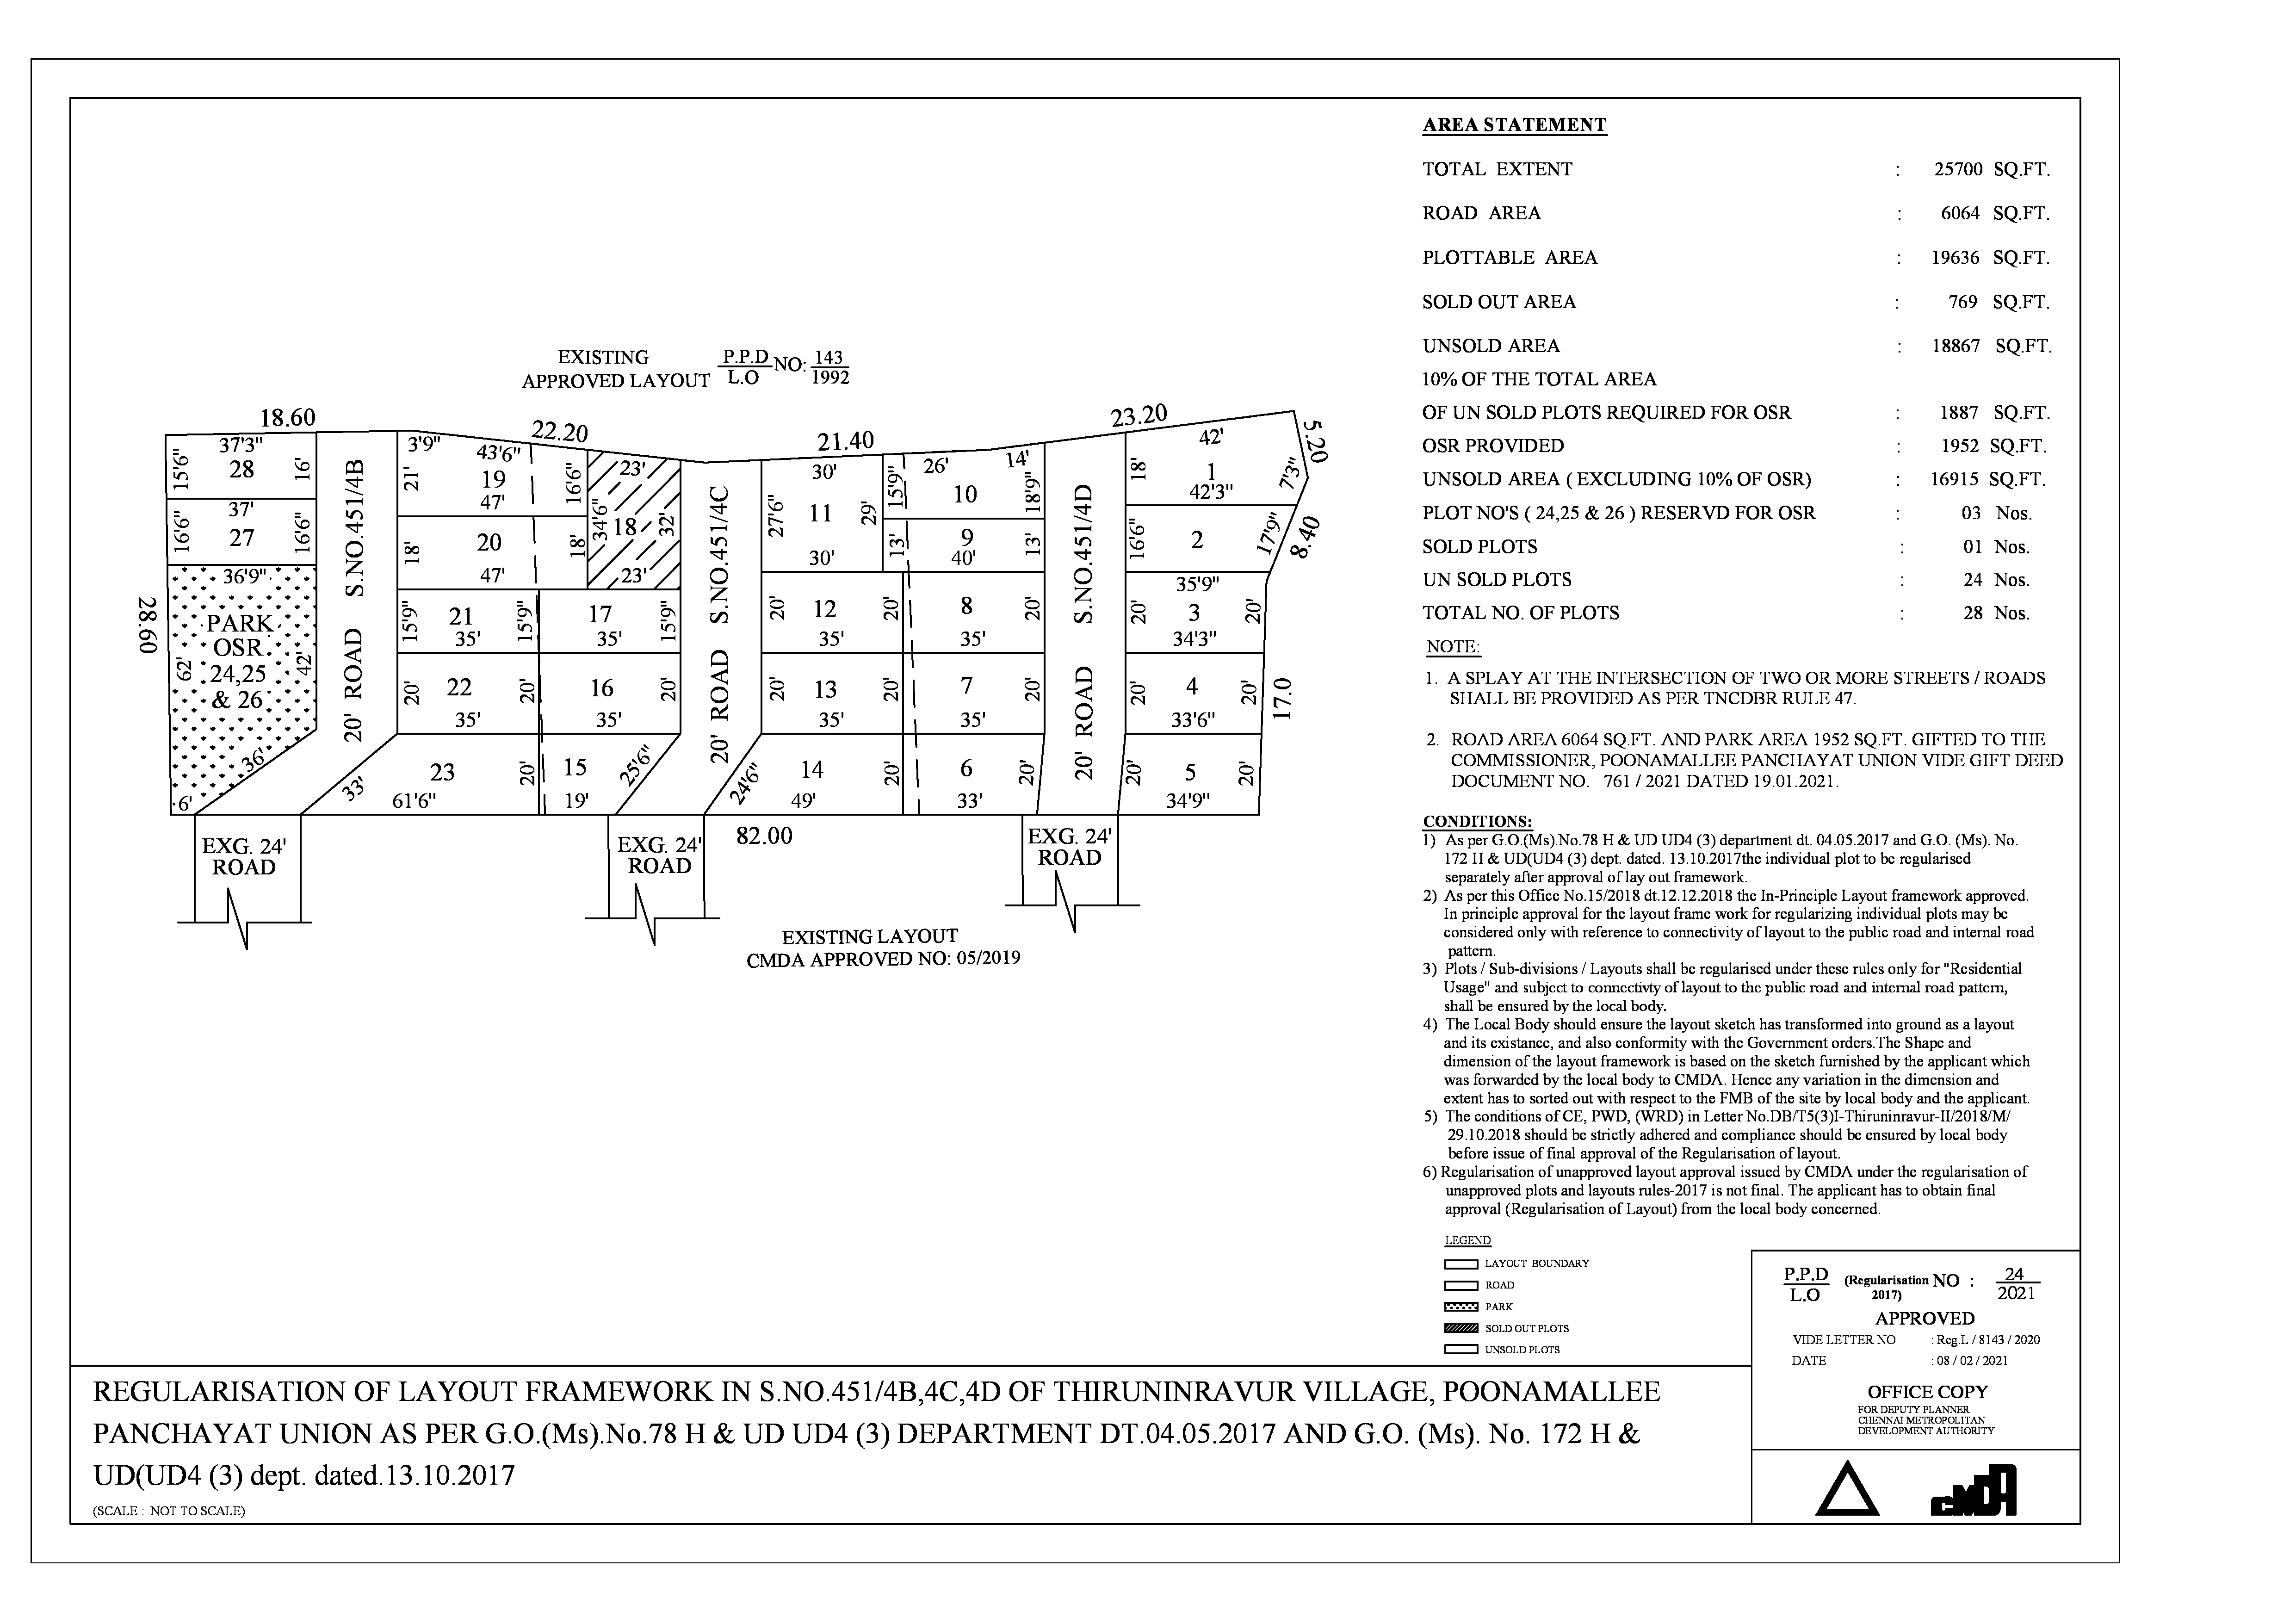 EXISTING
APPROVED LAYOUT P.P.D/L.O NO: 143/1992
18.60
22.20
21.40
23.20
5.20
8.40
17.0
28.60
82.00
37'3"
15'6" 28 16'
37'
16'6" 27 16'6"
36'9"
PARK
OSR
24,25
& 26
62'
42'
36'
6'
20' ROAD S.NO.451/4B
3'9" 43'6"
21' 19 16'6"
47'
18' 20 18'
47'
15'9" 21 15'9"
35'
20' 22 20'
35'
33' 23 20'
61'6"
23'
34'6" 18 32'
23'
17 15'9"
35'
16 20'
35'
15 25'6"
19'
20' ROAD S.NO.451/4C
30'
27'6" 11 29'
30'
26' 14'
15'9" 10 18'9"
13' 9 13'
40'
20' 12 20'
35'
8 20'
35'
20' 13 20'
35'
7 20'
35'
24'6" 14 20'
49'
6 20'
33'
20' ROAD S.NO.451/4D
42'
18' 1 7'3"
42'3"
16'6" 2 17'9"
35'9"
20' 3 20'
34'3"
20' 4 20'
33'6"
20' 5 20'
34'9"
EXG. 24'
ROAD
EXG. 24'
ROAD
EXG. 24'
ROAD
EXISTING LAYOUT
CMDA APPROVED NO: 05/2019
AREA STATEMENT
TOTAL EXTENT : 25700 SQ.FT.
ROAD AREA : 6064 SQ.FT.
PLOTTABLE AREA : 19636 SQ.FT.
SOLD OUT AREA : 769 SQ.FT.
UNSOLD AREA : 18867 SQ.FT.
10% OF THE TOTAL AREA
OF UN SOLD PLOTS REQUIRED FOR OSR : 1887 SQ.FT.
OSR PROVIDED : 1952 SQ.FT.
UNSOLD AREA ( EXCLUDING 10% OF OSR) : 16915 SQ.FT.
PLOT NO'S ( 24,25 & 26 ) RESERVD FOR OSR : 03 Nos.
SOLD PLOTS : 01 Nos.
UN SOLD PLOTS : 24 Nos.
TOTAL NO. OF PLOTS : 28 Nos.
NOTE:
1. A SPLAY AT THE INTERSECTION OF TWO OR MORE STREETS / ROADS
SHALL BE PROVIDED AS PER TNCDBR RULE 47.
2. ROAD AREA 6064 SQ.FT. AND PARK AREA 1952 SQ.FT. GIFTED TO THE
COMMISSIONER, POONAMALLEE PANCHAYAT UNION VIDE GIFT DEED
DOCUMENT NO. 761 / 2021 DATED 19.01.2021.
CONDITIONS:
1) As per G.O.(Ms).No.78 H & UD UD4 (3) department dt. 04.05.2017 and G.O. (Ms). No.
172 H & UD(UD4 (3) dept. dated. 13.10.2017the individual plot to be regularised
separately after approval of lay out framework.
2) As per this Office No.15/2018 dt.12.12.2018 the In-Principle Layout framework approved.
In principle approval for the layout frame work for regularizing individual plots may be
considered only with reference to connectivity of layout to the public road and internal road
pattern.
3) Plots / Sub-divisions / Layouts shall be regularised under these rules only for "Residential
Usage" and subject to connectivty of layout to the public road and internal road pattern,
shall be ensured by the local body.
4) The Local Body should ensure the layout sketch has transformed into ground as a layout
and its existance, and also conformity with the Government orders.The Shape and
dimension of the layout framework is based on the sketch furnished by the applicant which
was forwarded by the local body to CMDA. Hence any variation in the dimension and
extent has to sorted out with respect to the FMB of the site by local body and the applicant.
5) The conditions of CE, PWD, (WRD) in Letter No.DB/T5(3)I-Thiruninravur-II/2018/M/
29.10.2018 should be strictly adhered and compliance should be ensured by local body
before issue of final approval of the Regularisation of layout.
6) Regularisation of unapproved layout approval issued by CMDA under the regularisation of
unapproved plots and layouts rules-2017 is not final. The applicant has to obtain final
approval (Regularisation of Layout) from the local body concerned.
LEGEND
LAYOUT BOUNDARY
ROAD
PARK
SOLD OUT PLOTS
UNSOLD PLOTS
P.P.D/L.O (Regularisation 2017) NO : 24/2021
APPROVED
VIDE LETTER NO : Reg.L / 8143 / 2020
DATE : 08 / 02 / 2021
OFFICE COPY
FOR DEPUTY PLANNER
CHENNAI METROPOLITAN
DEVELOPMENT AUTHORITY
CMDA
REGULARISATION OF LAYOUT FRAMEWORK IN S.NO.451/4B,4C,4D OF THIRUNINRAVUR VILLAGE, POONAMALLEE
PANCHAYAT UNION AS PER G.O.(Ms).No.78 H & UD UD4 (3) DEPARTMENT DT.04.05.2017 AND G.O. (Ms). No. 172 H &
UD(UD4 (3) dept. dated.13.10.2017
(SCALE : NOT TO SCALE)